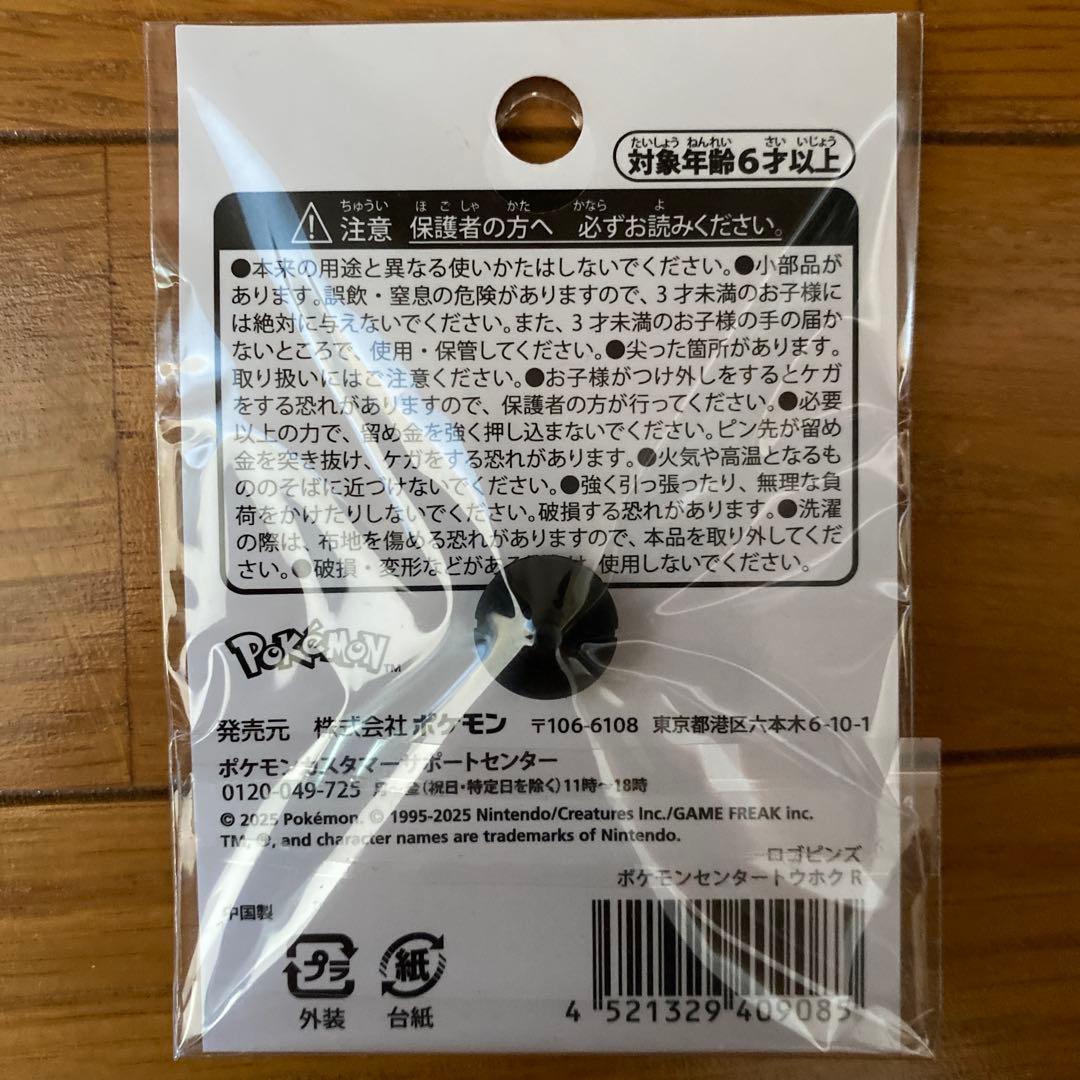 たいしょう ねんれい さい いじょう
対象年齢6才以上
ちゅうい ほごしゃ かた かなら よ
注意 保護者の方へ 必ずお読みください。
●本来の用途と異なる使いかたはしないでください。●小部品が
あります。誤飲・窒息の危険がありますので、3才未満のお子様に
は絶対に与えないでください。また、3才未満のお子様の手の届か
ないところで、使用・保管してください。●尖った箇所があります。
取り扱いにはご注意ください。●お子様がつけ外しをするとケガ
をする恐れがありますので、保護者の方が行ってください。●必要
以上の力で、留め金を強く押し込まないでください。ピン先が留め
金を突き抜け、ケガをする恐れがあります。●火気や高温となるも
ののそばに近づけないでください。●強く引っ張ったり、無理な負
荷をかけたりしないでください。破損する恐れがあります。●洗濯
の際は、布地を傷める恐れがありますので、本品を取り外してくだ
さい。●破損・変形などがあ 使用しないでください。
POKéMON™
発売元 株式会社ポケモン 〒106-6108 東京都港区六本木6-10-1
ポケモンカスタマーサポートセンター
0120-049-725 月～金(祝日・特定日を除く)11時～18時
© 2025 Pokémon. © 1995-2025 Nintendo/Creatures Inc./GAME FREAK inc.
TM, ®, and character names are trademarks of Nintendo.
ロゴピンズ
ポケモンセンタートウホク R
中国製
プラ 紙
外装 台紙
4 521329 409085